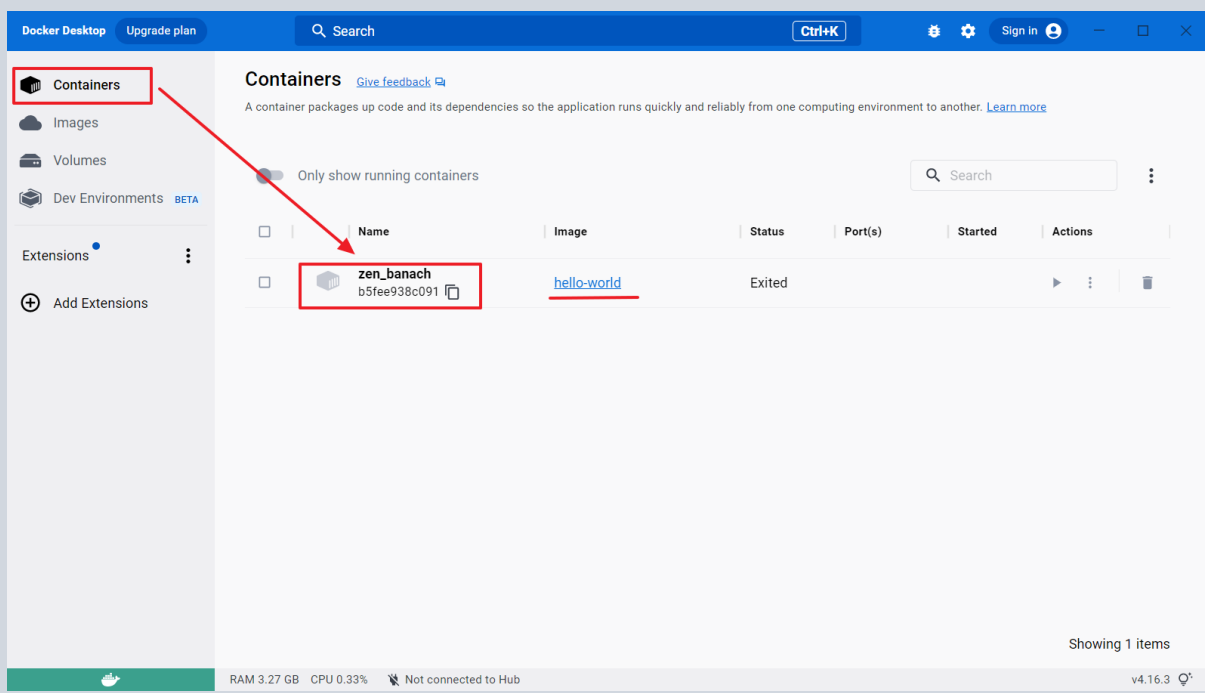 Docker Desktop Upgrade plan Search Ctrl+K Sign in
Containers
Images
Volumes
Dev Environments BETA
Extensions
Add Extensions
Containers Give feedback
A container packages up code and its dependencies so the application runs quickly and reliably from one computing environment to another. Learn more
Only show running containers Search
Name Image Status Port(s) Started Actions
zen_banach
b5fee938c091
hello-world Exited
Showing 1 items
RAM 3.27 GB CPU 0.33% Not connected to Hub v4.16.3